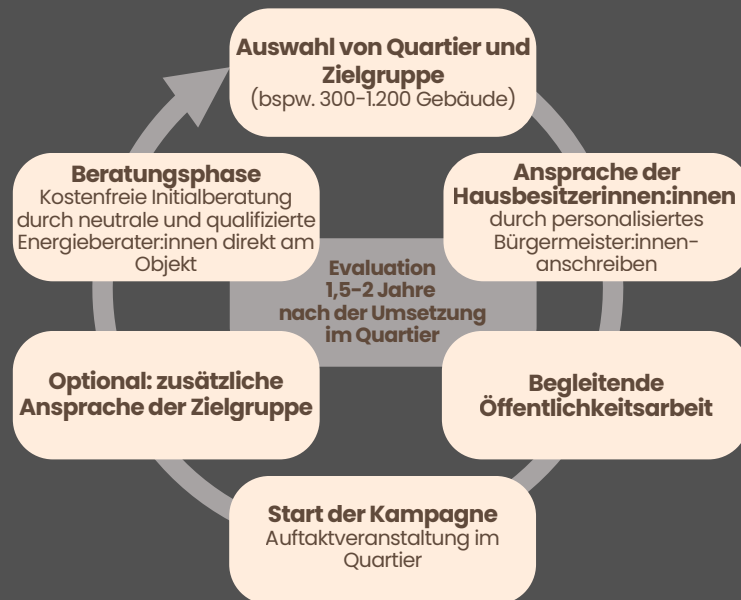 Auswahl von Quartier und
Zielgruppe
(bspw. 300-1.200 Gebäude)
Ansprache der
Hausbesitzerinnen:innen
durch personalisiertes
Bürgermeister:innen-
anschreiben
Begleitende
Öffentlichkeitsarbeit
Start der Kampagne
Auftaktveranstaltung im
Quartier
Optional: zusätzliche
Ansprache der Zielgruppe
Beratungsphase
Kostenfreie Initialberatung
durch neutrale und qualifizierte
Energieberater:innen direkt am
Objekt
Evaluation
1,5-2 Jahre
nach der Umsetzung
im Quartier